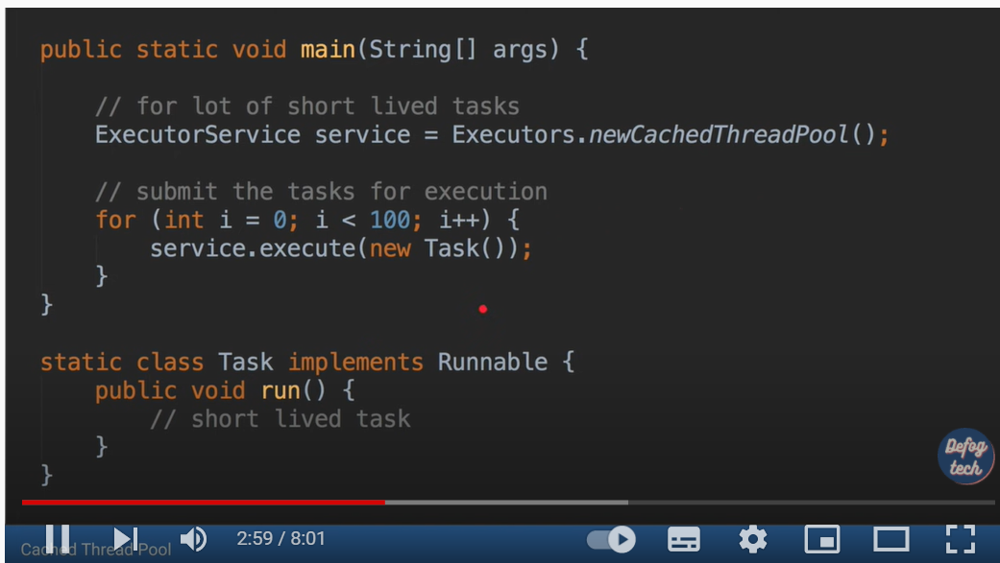 public static void main(String[] args) {
// for lot of short lived tasks
ExecutorService service = Executors.newCachedThreadPool();
// submit the tasks for execution
for (int i = 0; i < 100; i++) {
service.execute(new Task());
}
}
static class Task implements Runnable {
public void run() {
// short lived task
}
}
Defog
tech
2:59 / 8:01
Cached Thread Pool